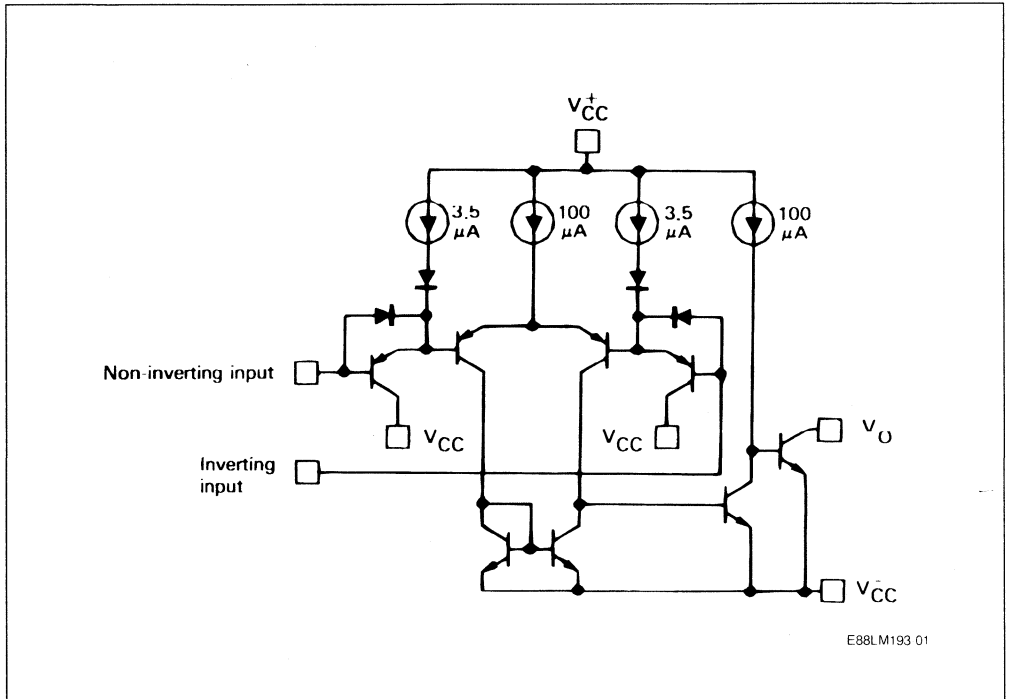 V+CC
3.5
µA
100
µA
3.5
µA
100
µA
Non-inverting input
VCC
VCC
VO
Inverting
input
V-CC
E88LM193 01